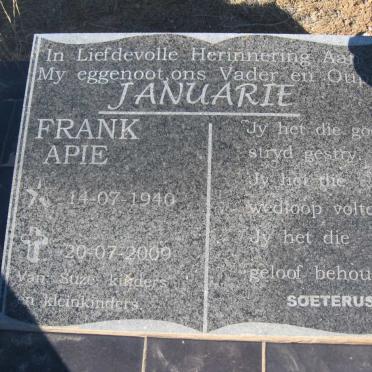 In Liefdevolle Herinnering Aan
My eggenoot, ons Vader en Oupa
JANUARIE
FRANK
APIE
14-07-1940
20-07-2009
Van Suze kinders
en kleinkinders
Jy het die
stryd gestry,
Jy het die
wedloop
Jy het die
geloof
SOETERUS